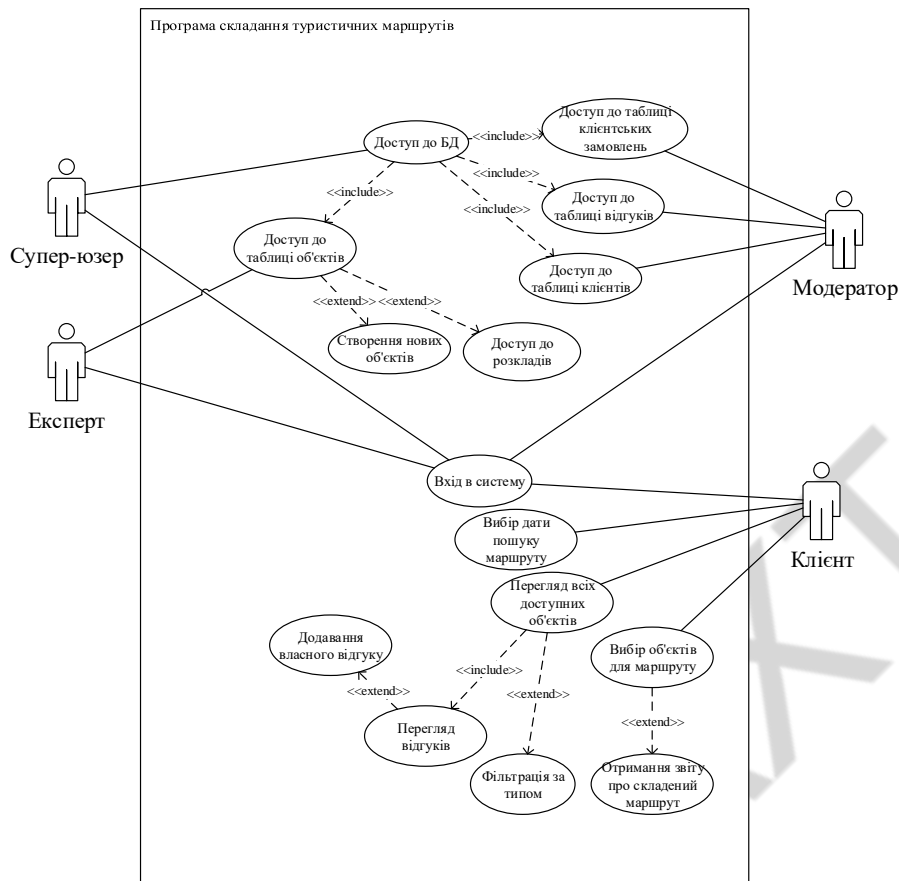 Програма складання туристичних маршрутів
Доступ до таблиці
клієнтських
замовлень
<<include>>
Доступ до БД
<<include>>
<<include>>
<<include>>
Доступ до
таблиці відгуків
Супер-юзер
Доступ до
таблиці об'єктів
Доступ до
таблиці клієнтів
Модератор
<<extend>>
<<extend>>
Створення нових
об'єктів
Доступ до
розкладів
Експерт
Вхід в систему
Вибір дати
пошуку
маршруту
Клієнт
Перегляд всіх
доступних
об'єктів
Додавання
власного відгуку
Вибір об'єктів
для маршруту
<<include>>
<<extend>>
<<extend>>
<<extend>>
Перегляд
відгуків
Фільтрація за
типом
Отримання звіту
про складений
маршрут